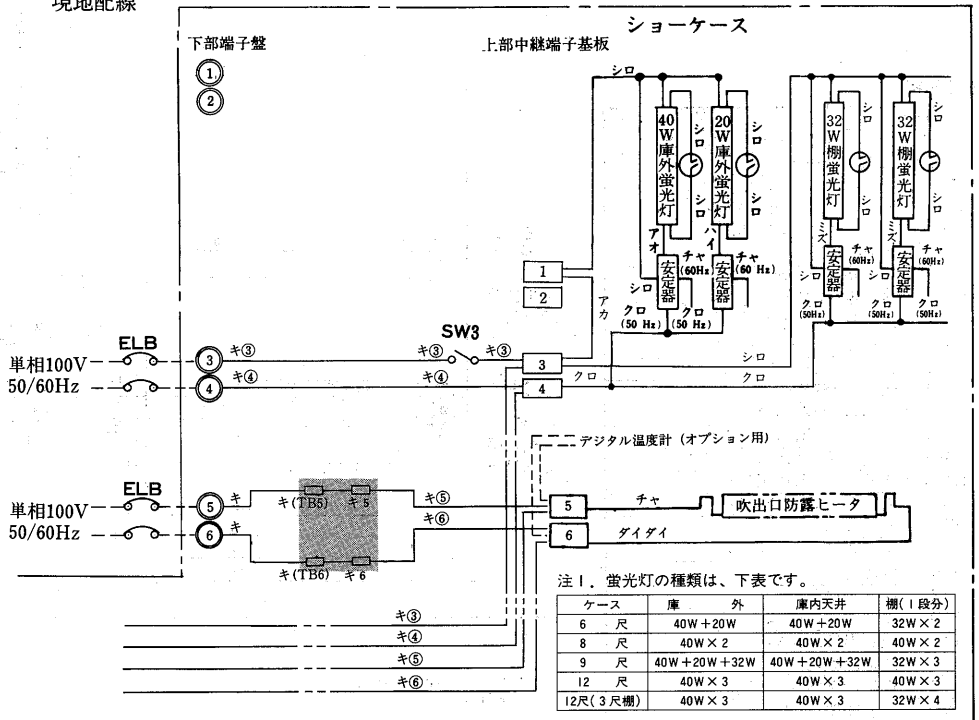 現地配線
ショーケース
下部端子盤
上部中継端子基板
①
②
シロ
40W庫外蛍光灯
シロ
シロ
20W庫外蛍光灯
シロ
シロ
32W棚蛍光灯
シロ
シロ
32W棚蛍光灯
シロ
シロ
アオ
ハイ
ミズ
ミズ
チャ
(60Hz)
チャ
(60Hz)
チャ
(60Hz)
チャ
(60Hz)
安定器
安定器
安定器
安定器
シロ
シロ
シロ
クロ
(50Hz)
クロ
(50Hz)
クロ
(50Hz)
クロ
(50Hz)
1
2
アカ
SW3
ELB
単相100V
50/60Hz
③
④
キ③
キ③
キ③
キ④
キ④
3
4
シロ
クロ
クロ
デジタル温度計(オプション用)
ELB
単相100V
50/60Hz
⑤
⑥
キ
キ
キ(TB5)
キ5
キ(TB6)
キ6
キ⑤
キ⑥
5
6
チャ
ダイダイ
吹出口防露ヒータ
キ③
キ④
キ⑤
キ⑥
注1. 蛍光灯の種類は、下表です。
ケース 庫外 庫内天井 棚(1段分)
6尺 40W+20W 40W+20W 32W×2
8尺 40W×2 40W×2 40W×2
9尺 40W+20W+32W 40W+20W+32W 32W×3
12尺 40W×3 40W×3 40W×3
12尺(3尺棚) 40W×3 40W×3 32W×4